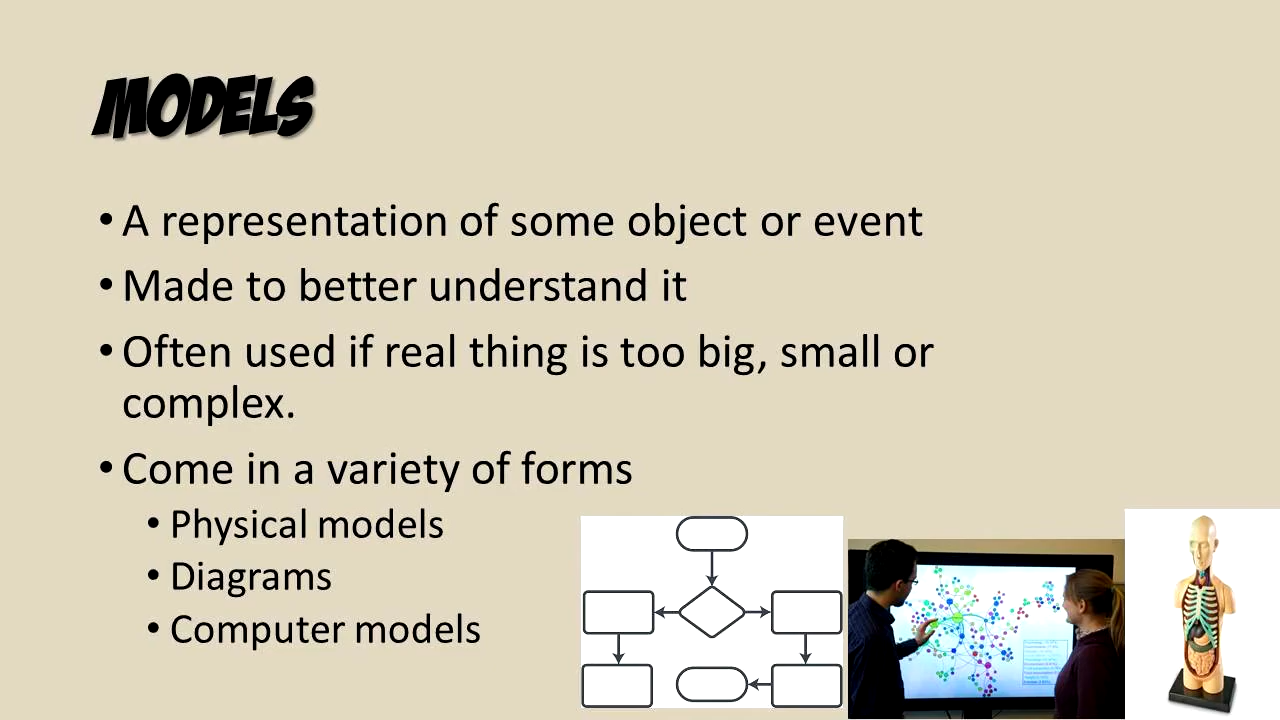 MODELS
• A representation of some object or event
• Made to better understand it
• Often used if real thing is too big, small or
complex.
• Come in a variety of forms
• Physical models
• Diagrams
• Computer models